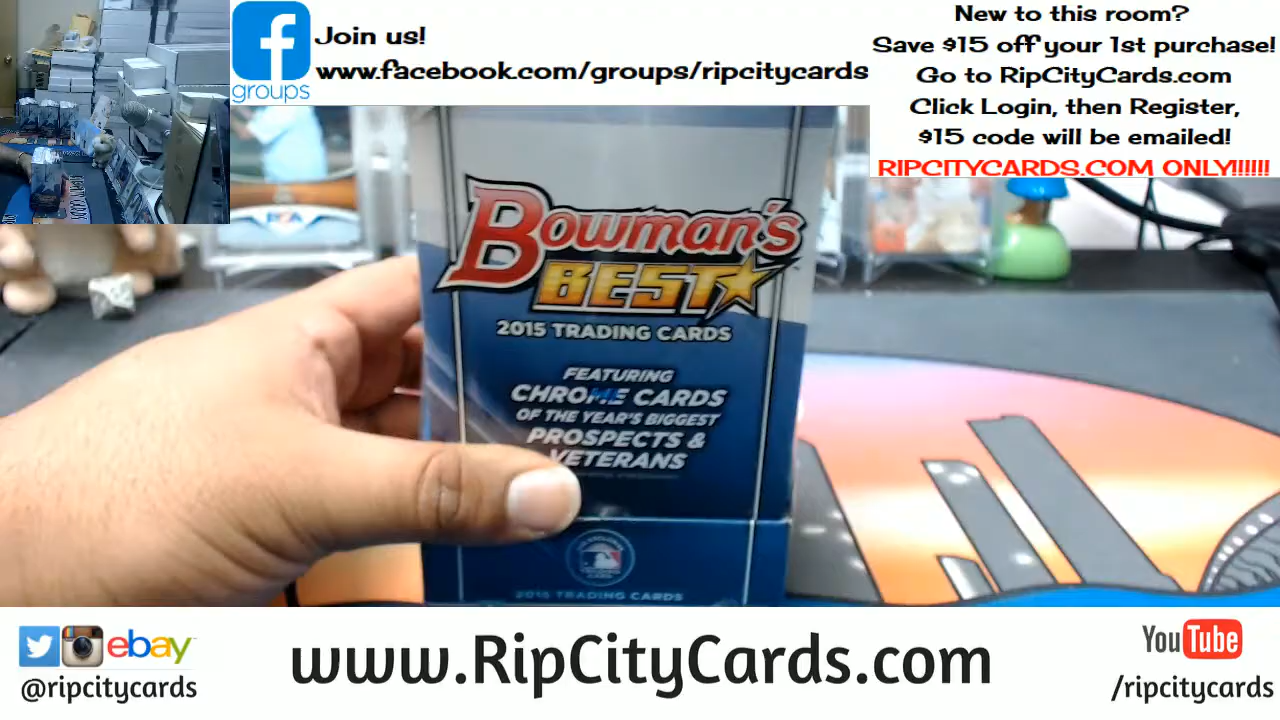 groups
Join us!
www.facebook.com/groups/ripcitycards
New to this room?
Save $15 off your 1st purchase!
Go to RipCityCards.com
Click Login, then Register,
$15 code will be emailed!
RIPCITYCARDS.COM ONLY!!!!!!
BOWMAN'S
BEST
2015 TRADING CARDS
FEATURING
CHROME CARDS
OF THE YEAR'S BIGGEST
PROSPECTS &
VETERANS
2015 TRADING CARDS
ebay
@ripcitycards
www.RipCityCards.com
YouTube
/ripcitycards